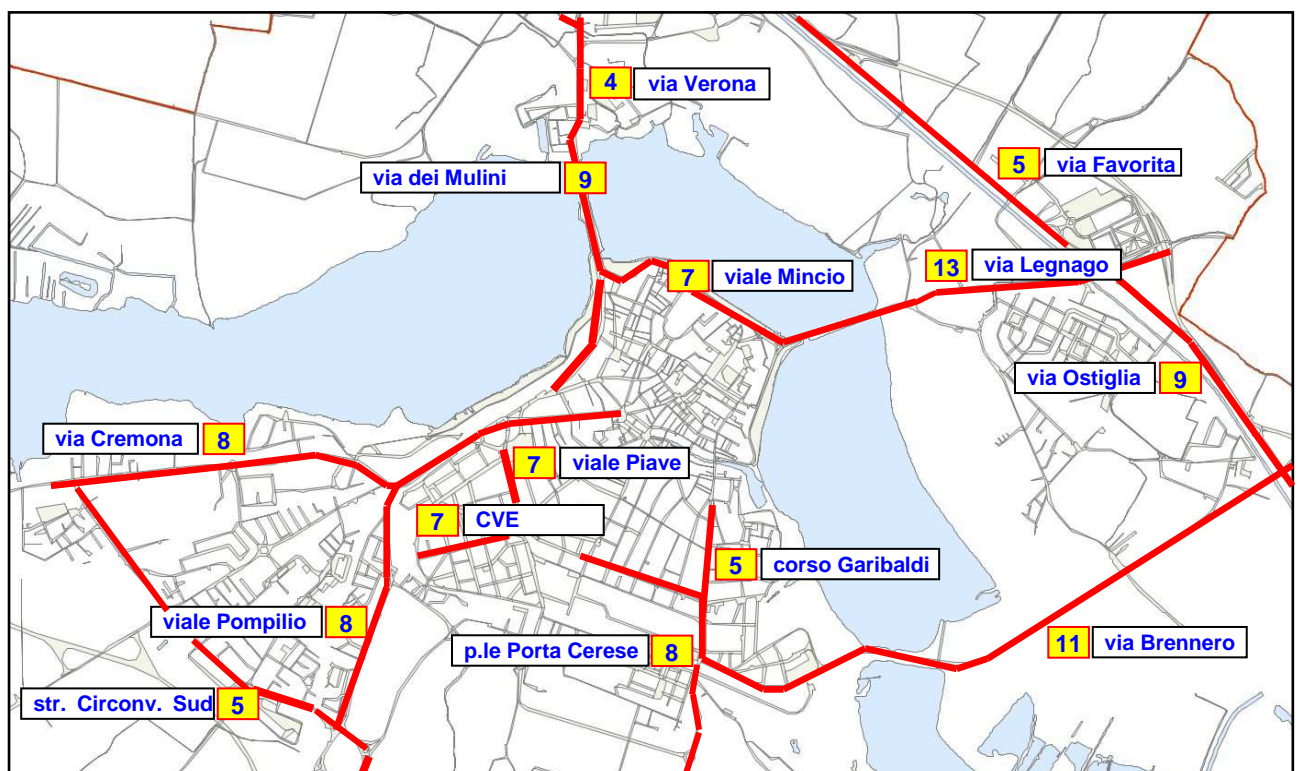 4 via Verona
5 via Favorita
via dei Mulini 9
7 viale Mincio
13 via Legnago
via Ostiglia 9
via Cremona 8
7 viale Piave
7 CVE
5 corso Garibaldi
viale Pompilio 8
p.le Porta Cerese 8
11 via Brennero
str. Circonv. Sud 5